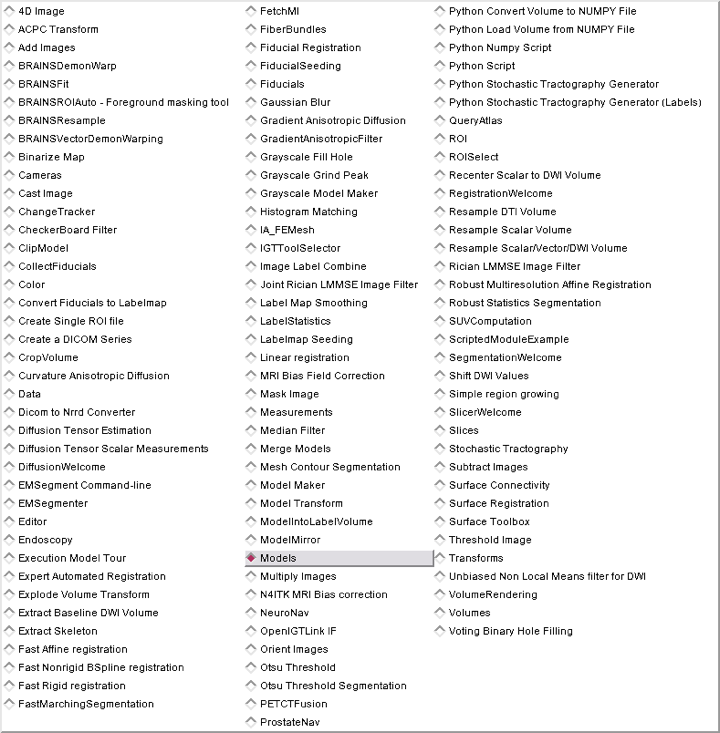 4D Image
ACPC Transform
Add Images
BRAINSDemonWarp
BRAINSFit
BRAINSROIAuto - Foreground masking tool
BRAINSResample
BRAINSVectorDemonWarping
Binarize Map
Cameras
Cast Image
ChangeTracker
CheckerBoard Filter
ClipModel
CollectFiducials
Color
Convert Fiducials to Labelmap
Create Single ROI file
Create a DICOM Series
CropVolume
Curvature Anisotropic Diffusion
Data
Dicom to Nrrd Converter
Diffusion Tensor Estimation
Diffusion Tensor Scalar Measurements
DiffusionWelcome
EMSegment Command-line
EMSegmenter
Editor
Endoscopy
Execution Model Tour
Expert Automated Registration
Explode Volume Transform
Extract Baseline DWI Volume
Extract Skeleton
Fast Affine registration
Fast Nonrigid BSpline registration
Fast Rigid registration
FastMarchingSegmentation
FetchMI
FiberBundles
Fiducial Registration
FiducialSeeding
Fiducials
Gaussian Blur
Gradient Anisotropic Diffusion
GradientAnisotropicFilter
Grayscale Fill Hole
Grayscale Grind Peak
Grayscale Model Maker
Histogram Matching
IA_FEMesh
IGTToolSelector
Image Label Combine
Joint Rician LMMSE Image Filter
Label Map Smoothing
LabelStatistics
Labelmap Seeding
Linear registration
MRI Bias Field Correction
Mask Image
Measurements
Median Filter
Merge Models
Mesh Contour Segmentation
Model Maker
Model Transform
ModelIntoLabelVolume
ModelMirror
Models
Multiply Images
N4ITK MRI Bias correction
NeuroNav
OpenIGTLink IF
Orient Images
Otsu Threshold
Otsu Threshold Segmentation
PETCTFusion
ProstateNav
Python Convert Volume to NUMPY File
Python Load Volume from NUMPY File
Python Numpy Script
Python Script
Python Stochastic Tractography Generator
Python Stochastic Tractography Generator (Labels)
QueryAtlas
ROI
ROISelect
Recenter Scalar to DWI Volume
RegistrationWelcome
Resample DTI Volume
Resample Scalar Volume
Resample Scalar/Vector/DWI Volume
Rician LMMSE Image Filter
Robust Multiresolution Affine Registration
Robust Statistics Segmentation
SUVComputation
ScriptedModuleExample
SegmentationWelcome
Shift DWI Values
Simple region growing
SlicerWelcome
Slices
Stochastic Tractography
Subtract Images
Surface Connectivity
Surface Registration
Surface Toolbox
Threshold Image
Transforms
Unbiased Non Local Means filter for DWI
VolumeRendering
Volumes
Voting Binary Hole Filling